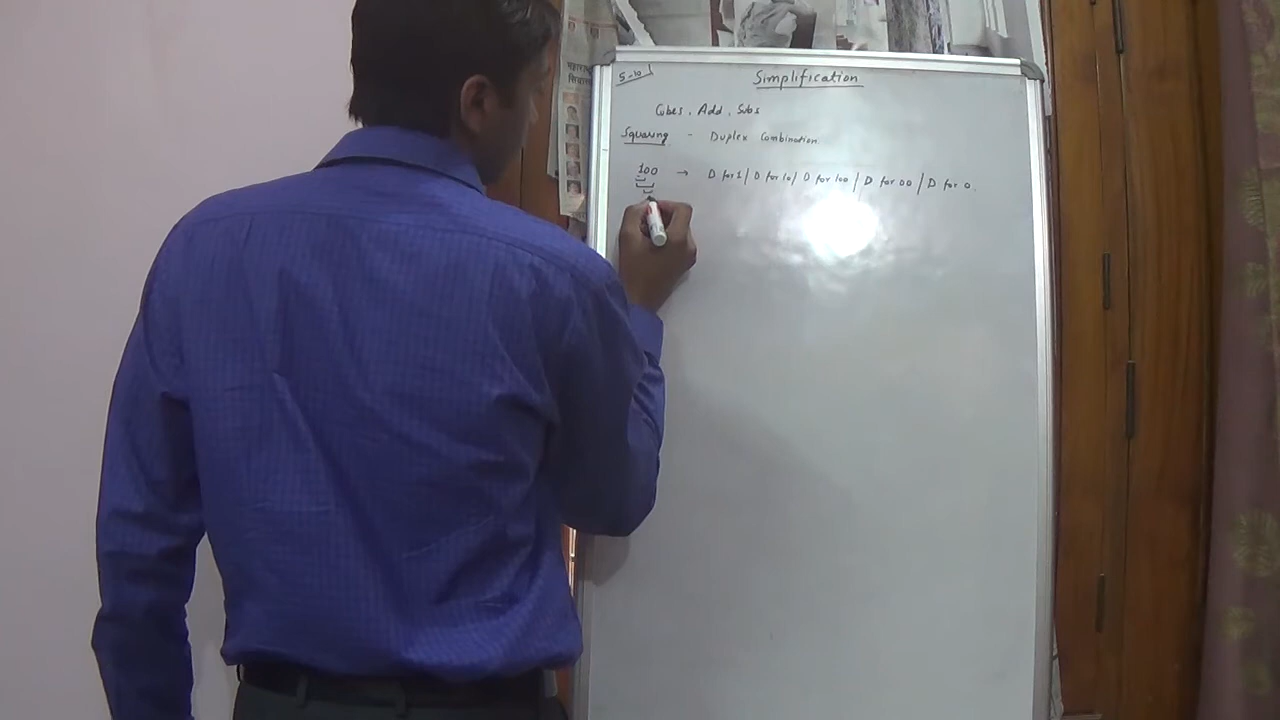 5-10
Simplification
Cubes, Add, Subs
Squaring - Duplex Combination
100 → D for 1 / D for 10 / D for 100 / D for 00 / D for 0.